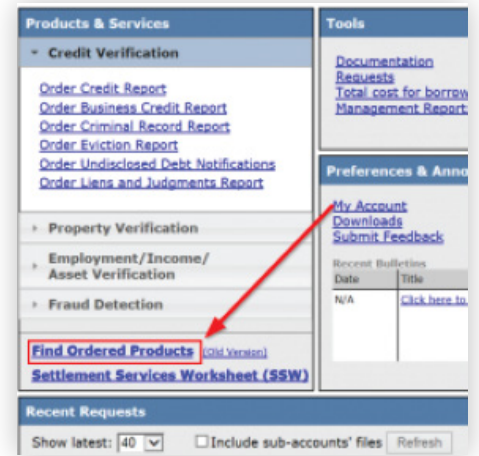 Products & Services
Credit Verification
Order Credit Report
Order Business Credit Report
Order Criminal Record Report
Order Eviction Report
Order Undisclosed Debt Notifications
Order Liens and Judgments Report
Property Verification
Employment/Income/
Asset Verification
Fraud Detection
Find Ordered Products [Old Version]
Settlement Services Worksheet (SSW)
Tools
Documentation
Requests
Total cost for borrow
Management Report
Preferences & Anno
My Account
Downloads
Submit Feedback
Recent Bulletins
Date Title
N/A Click here to
Recent Requests
Show latest: 40 Include sub-accounts' files Refresh